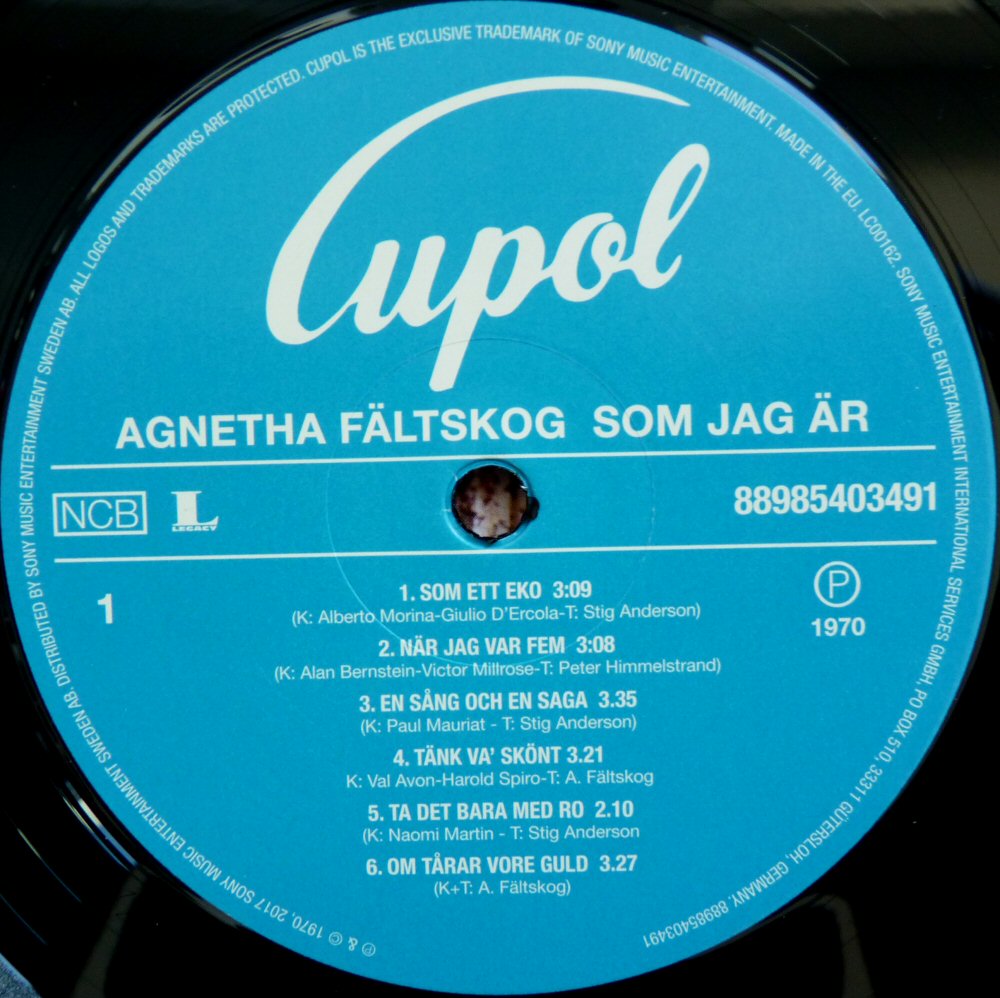 Cupol
AGNETHA FÄLTSKOG SOM JAG ÄR
NCB
L
LEGACY
88985403491
1
P
1970
1. SOM ETT EKO 3:09
(K: Alberto Morina-Giulio D'Ercola-T: Stig Anderson)
2. NÄR JAG VAR FEM 3:08
(K: Alan Bernstein-Victor Millrose-T: Peter Himmelstrand)
3. EN SÅNG OCH EN SAGA 3.35
(K: Paul Mauriat - T: Stig Anderson)
4. TÄNK VA' SKÖNT 3.21
K: Val Avon-Harold Spiro-T: A. Fältskog
5. TA DET BARA MED RO 2.10
(K: Naomi Martin - T: Stig Anderson
6. OM TÅRAR VORE GULD 3.27
(K+T: A. Fältskog)
℗ & © 1970, 2017 SONY MUSIC ENTERTAINMENT SWEDEN AB. DISTRIBUTED BY SONY MUSIC ENTERTAINMENT SWEDEN AB. ALL LOGOS AND TRADEMARKS ARE PROTECTED. CUPOL IS THE EXCLUSIVE TRADEMARK OF SONY MUSIC ENTERTAINMENT. MADE IN THE EU. LC00162. SONY MUSIC ENTERTAINMENT INTERNATIONAL SERVICES GMBH, PO BOX 510, 33311 GÜTERSLOH, GERMANY. 88985403491